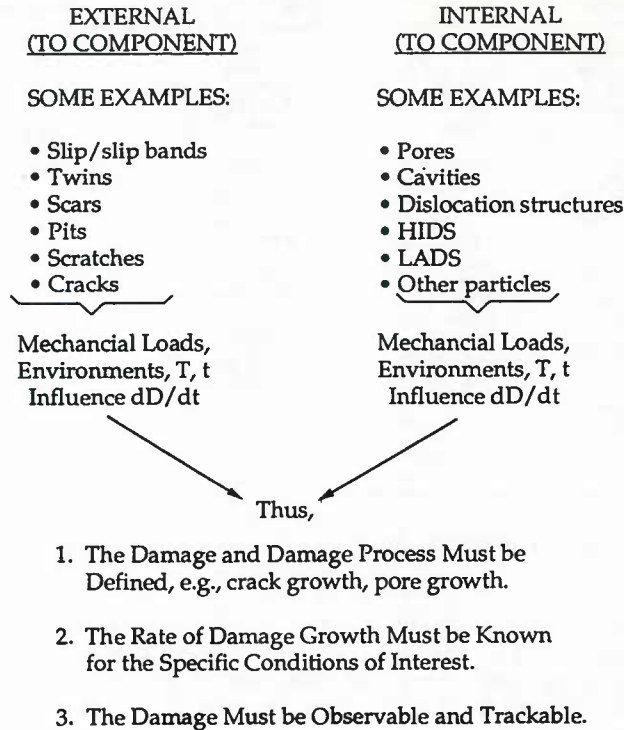 EXTERNAL
(TO COMPONENT)
SOME EXAMPLES:
• Slip/slip bands
• Twins
• Scars
• Pits
• Scratches
• Cracks
Mechancial Loads,
Environments, T, t
Influence dD/dt
INTERNAL
(TO COMPONENT)
SOME EXAMPLES:
• Pores
• Cavities
• Dislocation structures
• HIDS
• LADS
• Other particles
Mechancial Loads,
Environments, T, t
Influence dD/dt
Thus,
1. The Damage and Damage Process Must be
Defined, e.g., crack growth, pore growth.
2. The Rate of Damage Growth Must be Known
for the Specific Conditions of Interest.
3. The Damage Must be Observable and Trackable.